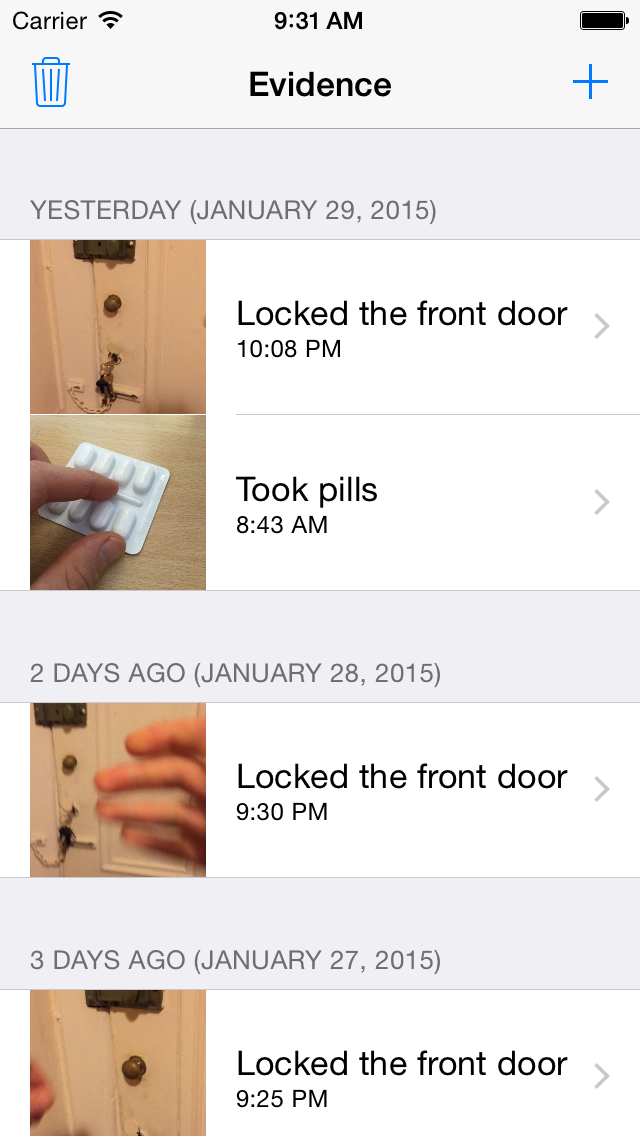 Carrier 9:31 AM
Evidence
YESTERDAY (JANUARY 29, 2015)
Locked the front door
10:08 PM
Took pills
8:43 AM
2 DAYS AGO (JANUARY 28, 2015)
Locked the front door
9:30 PM
3 DAYS AGO (JANUARY 27, 2015)
Locked the front door
9:25 PM